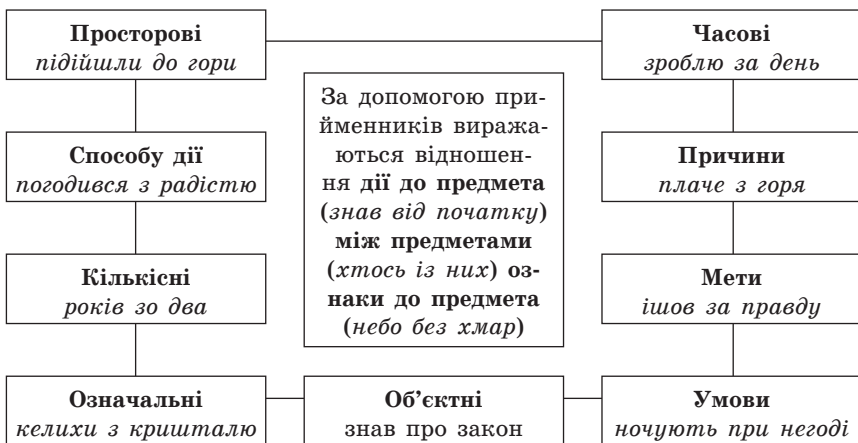 Просторові
підійшли до гори
Часові
зроблю за день
За допомогою при-
йменників виража-
ються відношен-
ня дії до предмета
(знав від початку)
між предметами
(хтось із них) оз-
наки до предмета
(небо без хмар)
Способу дії
погодився з радістю
Причини
плаче з горя
Кількісні
років зо два
Мети
ішов за правду
Означальні
келихи з кришталю
Об’єктні
знав про закон
Умови
ночують при негоді